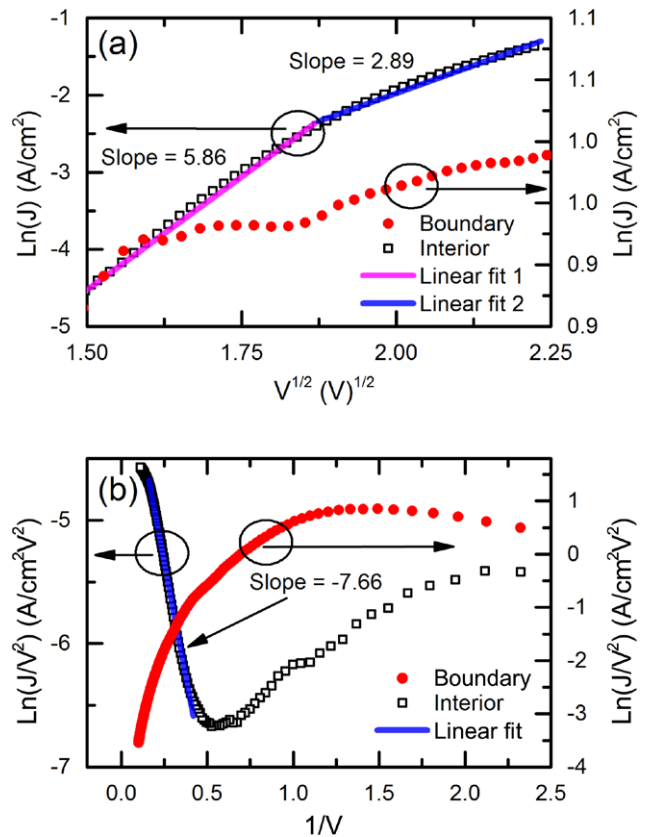 (a)
Slope = 2.89
Slope = 5.86
Boundary
Interior
Linear fit 1
Linear fit 2
-1
-2
-3
-4
-5
Ln(J) (A/cm²)
1.1
1.1
1.0
1.0
0.9
0.9
Ln(J) (A/cm²)
1.50 1.75 2.00 2.25
V^{1/2} (V)^{1/2}
(b)
Slope = -7.66
Boundary
Interior
Linear fit
-5
-6
-7
Ln(J/V²) (A/cm²V²)
1
0
-1
-2
-3
-4
Ln(J/V²) (A/cm²V²)
0.0 0.5 1.0 1.5 2.0 2.5
1/V